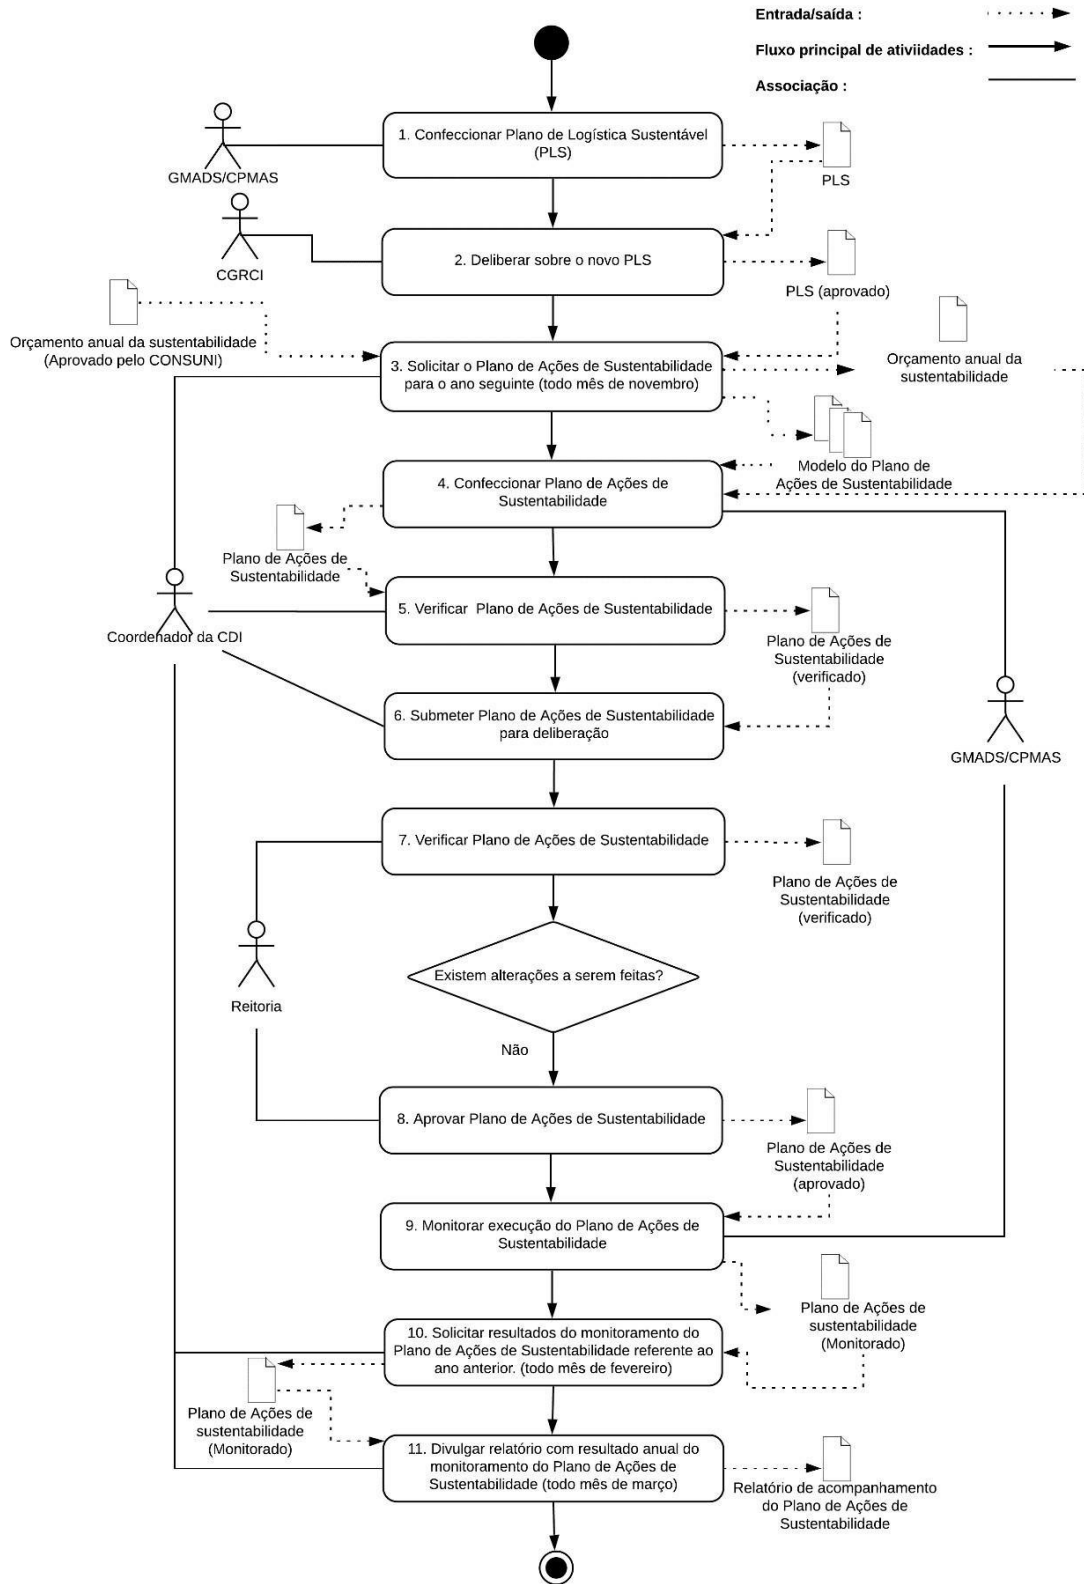 Entrada/saída :
Fluxo principal de ativiidades :
Associação :
1. Confeccionar Plano de Logística Sustentável
(PLS)
GMADS/CPMAS
PLS
CGRCI
2. Deliberar sobre o novo PLS
PLS (aprovado)
Orçamento anual da sustentabilidade
(Aprovado pelo CONSUNI)
3. Solicitar o Plano de Ações de Sustentabilidade
para o ano seguinte (todo mês de novembro)
Orçamento anual da
sustentabilidade
Modelo do Plano de
Ações de Sustentabilidade
4. Confeccionar Plano de Ações de
Sustentabilidade
Plano de Ações de
Sustentabilidade
5. Verificar Plano de Ações de Sustentabilidade
Coordenador da CDI
Plano de Ações de
Sustentabilidade
(verificado)
6. Submeter Plano de Ações de Sustentabilidade
para deliberação
GMADS/CPMAS
7. Verificar Plano de Ações de Sustentabilidade
Plano de Ações de
Sustentabilidade
(verificado)
Existem alterações a serem feitas?
Reitoria
Não
8. Aprovar Plano de Ações de Sustentabilidade
Plano de Ações de
Sustentabilidade
(aprovado)
9. Monitorar execução do Plano de Ações de
Sustentabilidade
Plano de Ações de
sustentabilidade
(Monitorado)
10. Solicitar resultados do monitoramento do
Plano de Ações de Sustentabilidade referente ao
ano anterior. (todo mês de fevereiro)
Plano de Ações de
sustentabilidade
(Monitorado)
11. Divulgar relatório com resultado anual do
monitoramento do Plano de Ações de
Sustentabilidade (todo mês de março)
Relatório de acompanhamento
do Plano de Ações de
Sustentabilidade